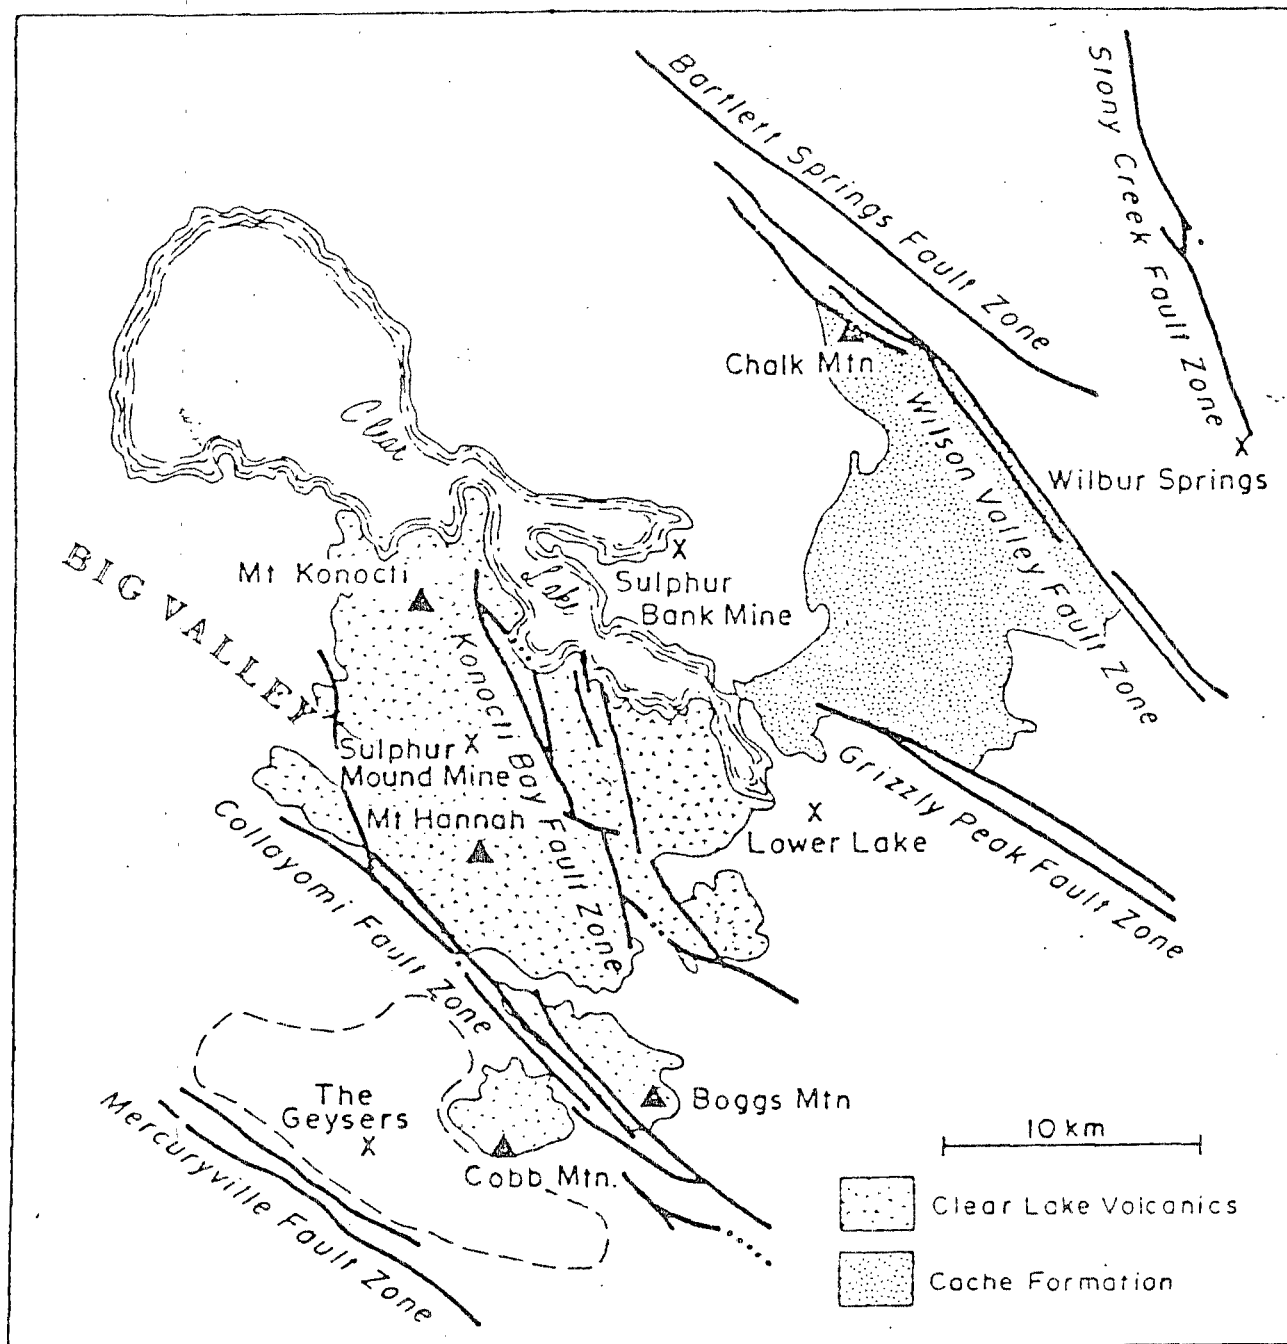 Bartlett Springs Fault Zone
Stony Creek Fault Zone
Chalk Mtn.
Clear
Wilson Valley Fault Zone
Wilbur Springs
BIG VALLEY
Mt Konocti
Lake
Sulphur
Bank Mine
Konocti Bay Fault Zone
Sulphur X
Mound Mine
Mt Hannah
Collayomi Fault Zone
Lower Lake
Grizzly Peak Fault Zone
The
Geysers
Boggs Mtn
Cobb Mtn.
Mercuryville Fault Zone
10 km
Clear Lake Volcanics
Cache Formation